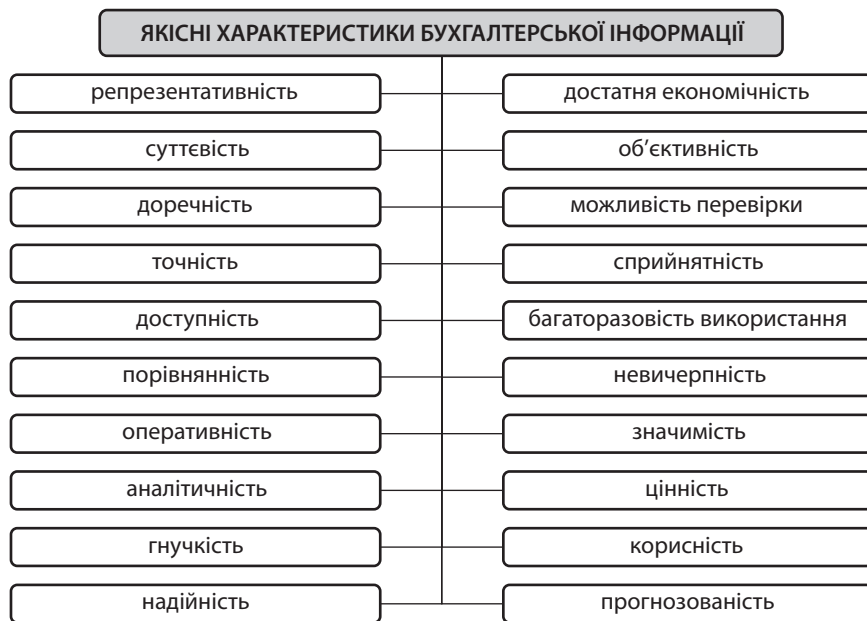 ЯКІСНІ ХАРАКТЕРИСТИКИ БУХГАЛТЕРСЬКОЇ ІНФОРМАЦІЇ
репрезентативність
достатня економічність
суттєвість
об’єктивність
доречність
можливість перевірки
точність
сприйнятність
доступність
багаторазовість використання
порівнянність
невичерпність
оперативність
значимість
аналітичність
цінність
гнучкість
корисність
надійність
прогнозованість